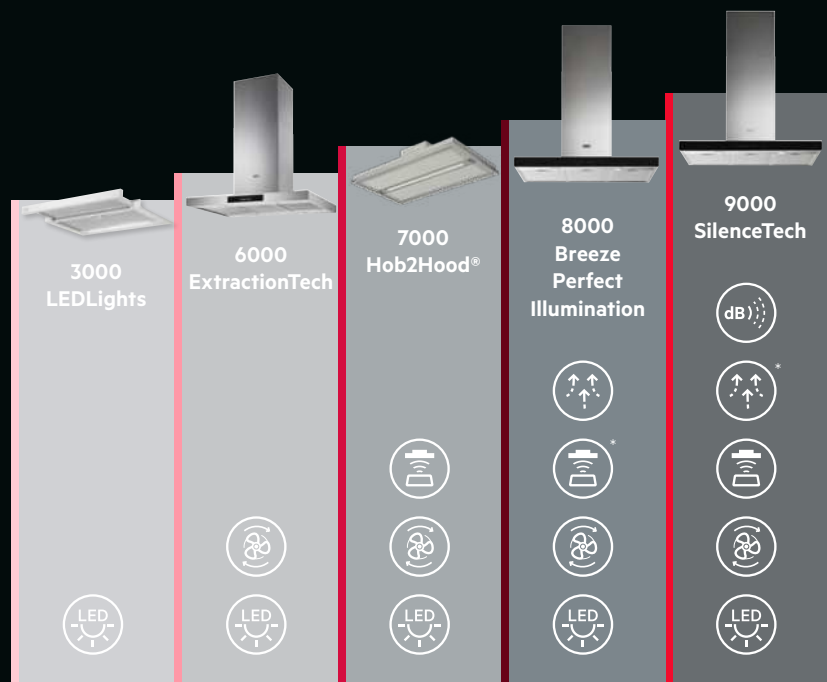 3000
LEDLights
6000
ExtractionTech
7000
Hob2Hood®
8000
Breeze
Perfect
Illumination
9000
SilenceTech
dB
*
*
LED
LED
LED
LED
LED